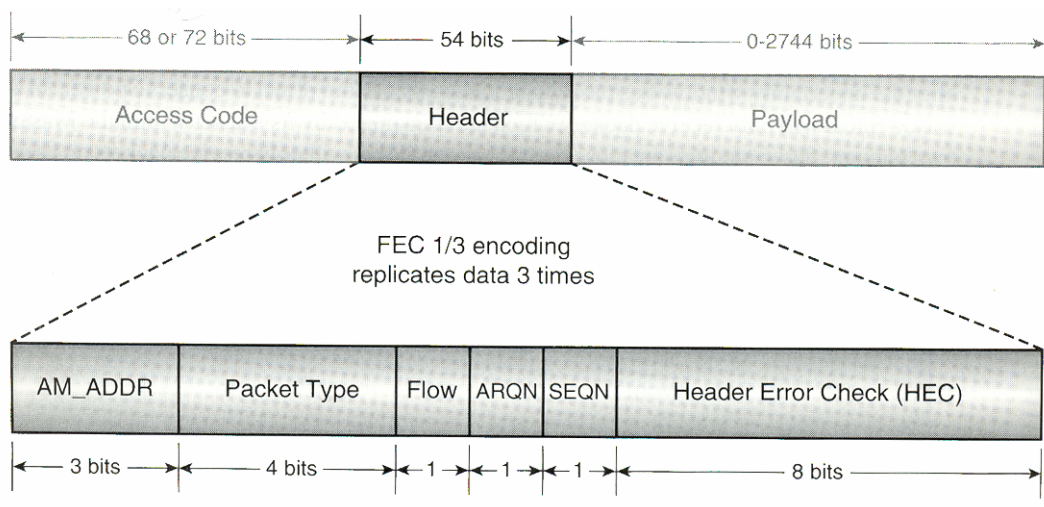 68 or 72 bits 54 bits 0-2744 bits
Access Code Header Payload
FEC 1/3 encoding
replicates data 3 times
AM_ADDR Packet Type Flow ARQN SEQN Header Error Check (HEC)
3 bits 4 bits 1 1 1 8 bits